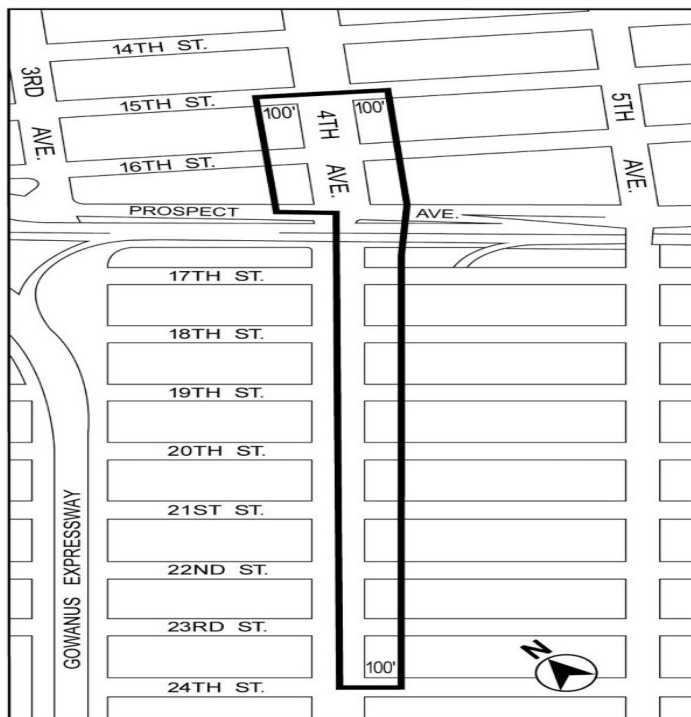 14TH ST.
3RD AVE.
15TH ST.
100'
4TH AVE.
100'
5TH AVE.
16TH ST.
PROSPECT AVE.
17TH ST.
18TH ST.
19TH ST.
20TH ST.
21ST ST.
GOWANUS EXPRESSWAY
22ND ST.
23RD ST.
100'
24TH ST.
N